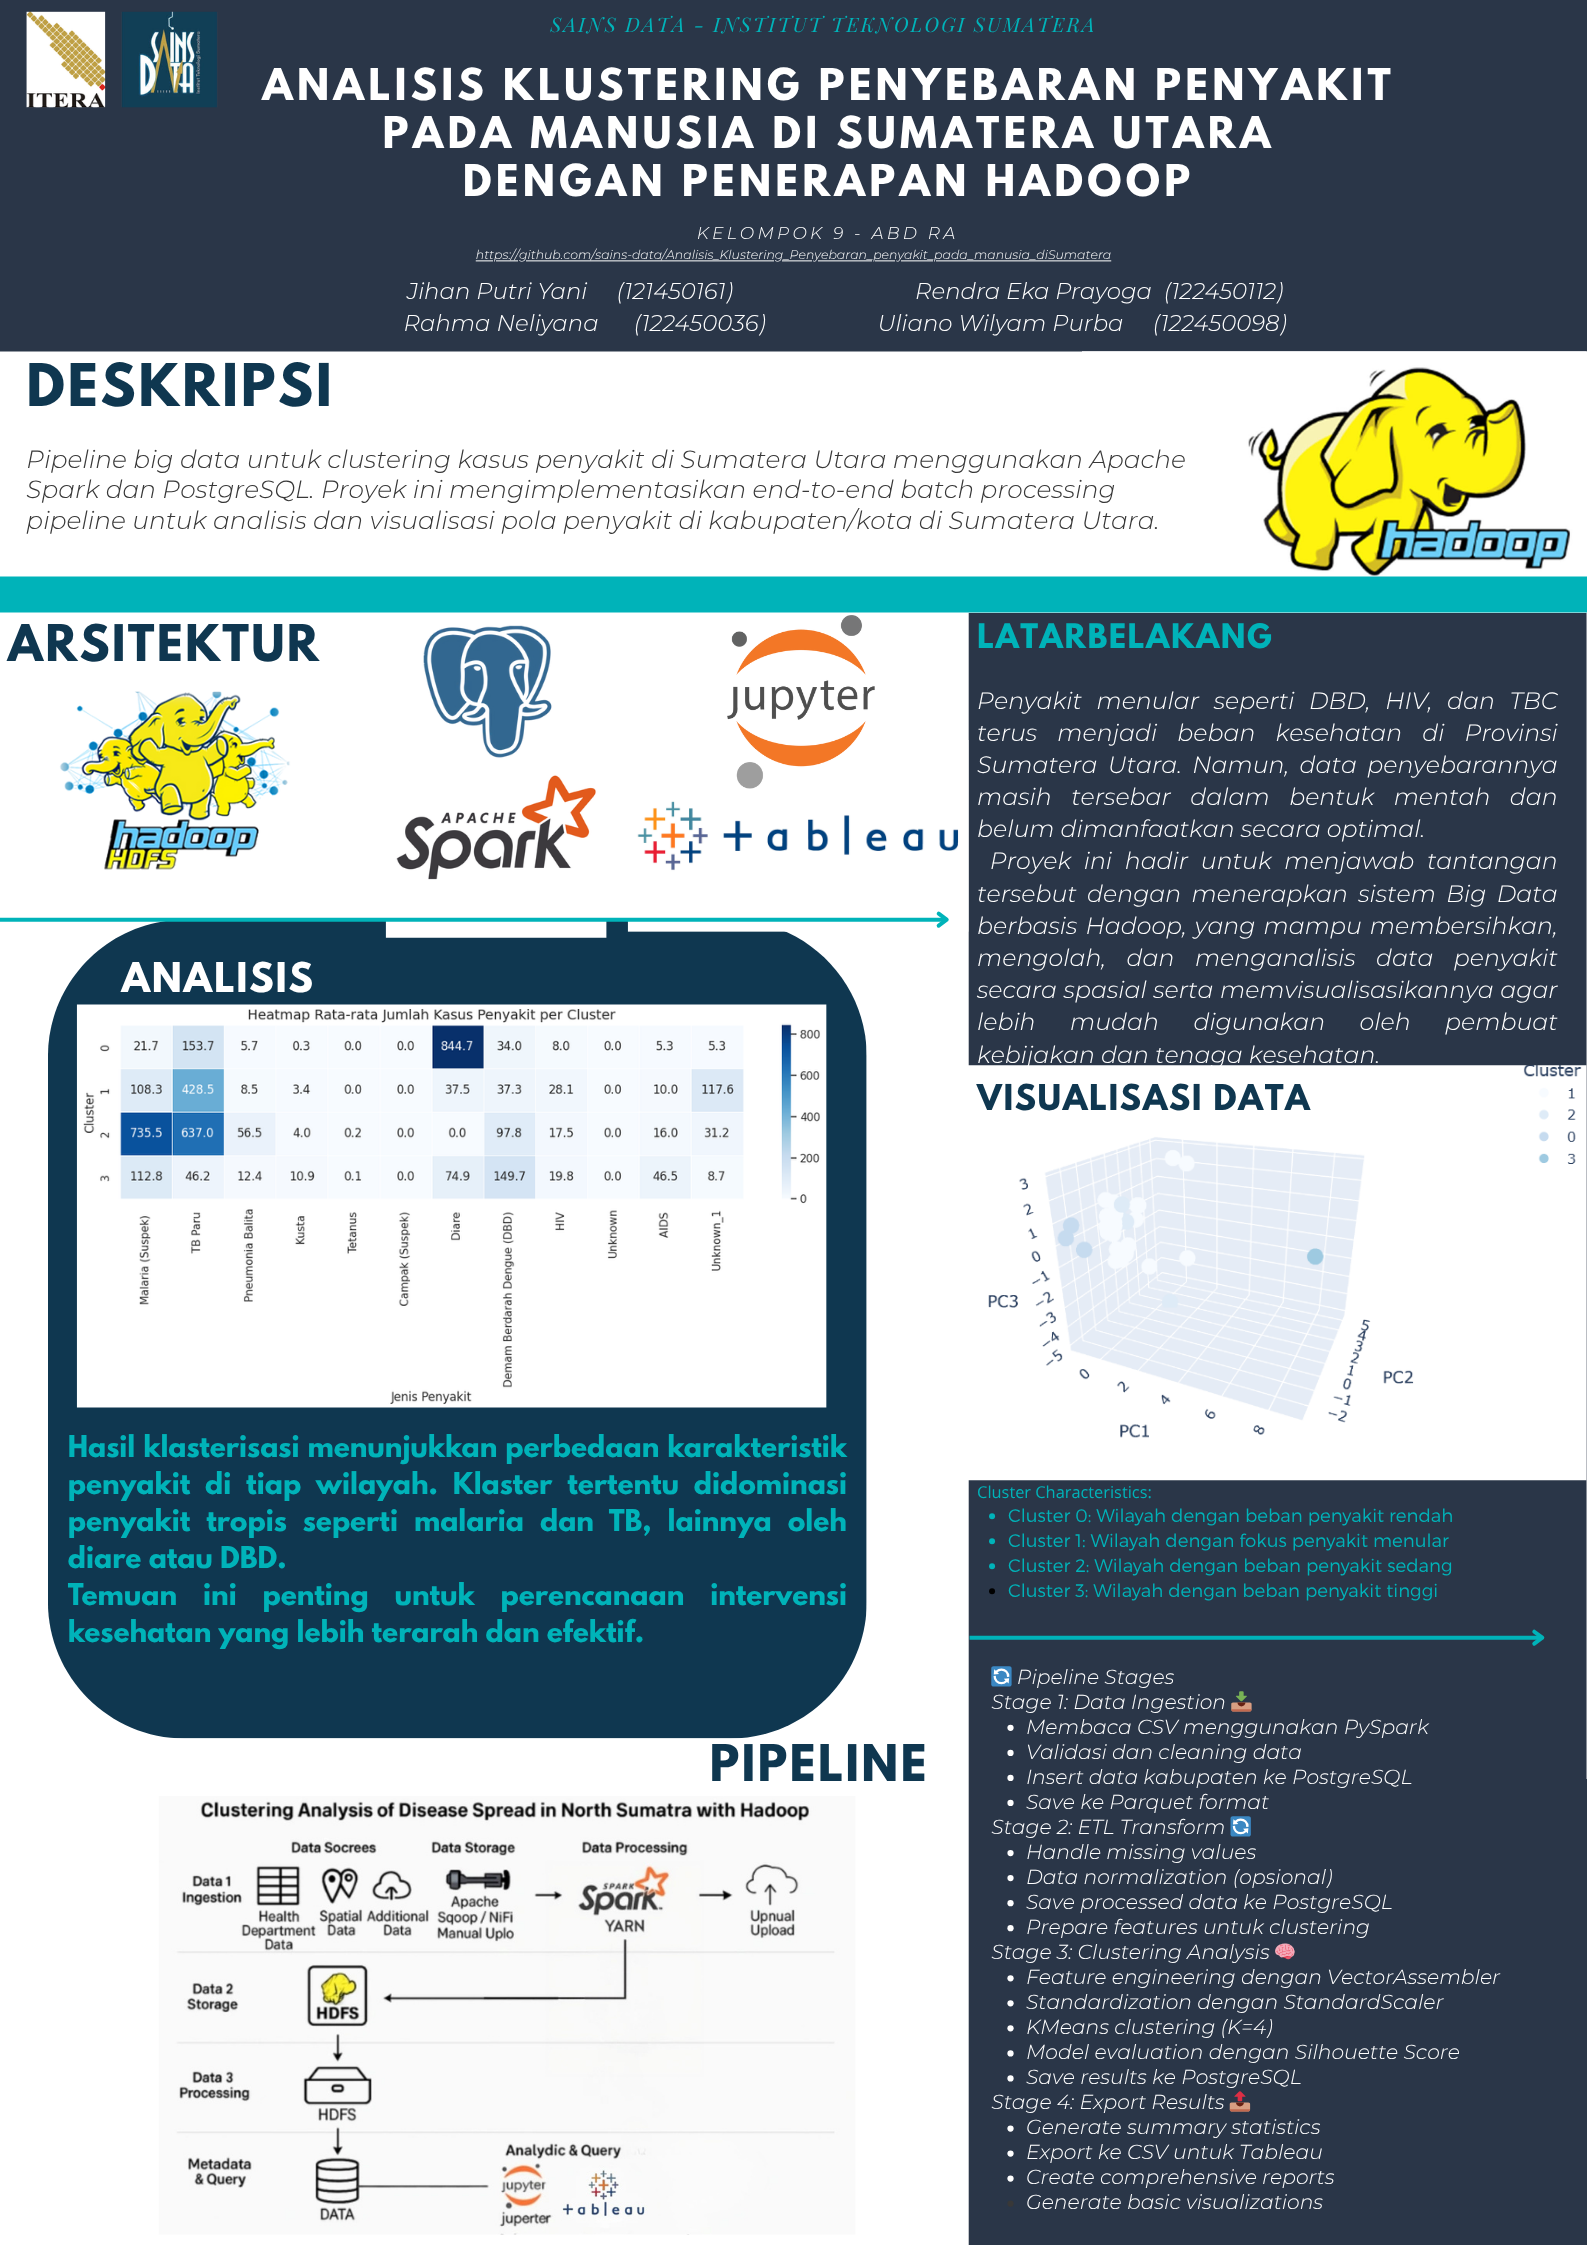 ITERA
SAINS
DATA
SAINS DATA - INSTITUT TEKNOLOGI SUMATERA
ANALISIS KLUSTERING PENYEBARAN PENYAKIT
PADA MANUSIA DI SUMATERA UTARA
DENGAN PENERAPAN HADOOP
KELOMPOK 9 - ABD RA
https://github.com/sains-data/Analisis_Klustering_Penyebaran_penyakit_pada_manusia_diSumatera
Jihan Putri Yani (121450161) Rendra Eka Prayoga (122450112)
Rahma Neliyana (122450036) Uliano Wilyam Purba (122450098)
DESKRIPSI
Pipeline big data untuk clustering kasus penyakit di Sumatera Utara menggunakan Apache
Spark dan PostgreSQL. Proyek ini mengimplementasikan end-to-end batch processing
pipeline untuk analisis dan visualisasi pola penyakit di kabupaten/kota di Sumatera Utara.
hadoop
ARSITEKTUR
hadoop
HDFS
jupyter
APACHE
Spark
+ableau
LATARBELAKANG
Penyakit menular seperti DBD, HIV, dan TBC
terus menjadi beban kesehatan di Provinsi
Sumatera Utara. Namun, data penyebarannya
masih tersebar dalam bentuk mentah dan
belum dimanfaatkan secara optimal.
Proyek ini hadir untuk menjawab tantangan
tersebut dengan menerapkan sistem Big Data
berbasis Hadoop, yang mampu membersihkan,
mengolah, dan menganalisis data penyakit
secara spasial serta memvisualisasikannya agar
lebih mudah digunakan oleh pembuat
kebijakan dan tenaga kesehatan.
ANALISIS
Heatmap Rata-rata Jumlah Kasus Penyakit per Cluster
0 21.7 153.7 5.7 0.3 0.0 0.0 844.7 34.0 8.0 0.0 5.3 5.3
1 108.3 428.5 8.5 3.4 0.0 0.0 37.5 37.3 28.1 0.0 10.0 117.6
2 735.5 637.0 56.5 4.0 0.2 0.0 0.0 97.8 17.5 0.0 16.0 31.2
3 112.8 46.2 12.4 10.9 0.1 0.0 74.9 149.7 19.8 0.0 46.5 8.7
Cluster
800
600
400
200
0
Malaria (Suspek)
TB Paru
Pneumonia Balita
Kusta
Tetanus
Campak (Suspek)
Diare
Demam Berdarah Dengue (DBD)
HIV
Unknown
AIDS
Unknown_1
Jenis Penyakit
Hasil klasterisasi menunjukkan perbedaan karakteristik
penyakit di tiap wilayah. Klaster tertentu didominasi
penyakit tropis seperti malaria dan TB, lainnya oleh
diare atau DBD.
Temuan ini penting untuk perencanaan intervensi
kesehatan yang lebih terarah dan efektif.
VISUALISASI DATA
Cluster
1
2
0
3
3
2
1
0
−1
−2
−3
−4
−5
PC3
0
2
4
6
8
PC1
5
4
3
2
1
0
−1
−2
PC2
Cluster Characteristics:
• Cluster 0: Wilayah dengan beban penyakit rendah
• Cluster 1: Wilayah dengan fokus penyakit menular
• Cluster 2: Wilayah dengan beban penyakit sedang
• Cluster 3: Wilayah dengan beban penyakit tinggi
🔄 Pipeline Stages
Stage 1: Data Ingestion 📥
• Membaca CSV menggunakan PySpark
• Validasi dan cleaning data
• Insert data kabupaten ke PostgreSQL
• Save ke Parquet format
Stage 2: ETL Transform 🔄
• Handle missing values
• Data normalization (opsional)
• Save processed data ke PostgreSQL
• Prepare features untuk clustering
Stage 3: Clustering Analysis 🧠
• Feature engineering dengan VectorAssembler
• Standardization dengan StandardScaler
• KMeans clustering (K=4)
• Model evaluation dengan Silhouette Score
• Save results ke PostgreSQL
Stage 4: Export Results 📤
• Generate summary statistics
• Export ke CSV untuk Tableau
• Create comprehensive reports
• Generate basic visualizations
PIPELINE
Clustering Analysis of Disease Spread in North Sumatra with Hadoop
Data Socrees Data Storage Data Processing
Data 1
Ingestion
Health
Department
Data
Spatial
Data
Additional
Data
Apache
Sqoop / NiFi
Manual Uplo
SPARK
Spark
YARN
Upnual
Upload
Data 2
Storage
HDFS
Data 3
Processing
HDFS
Metadata
& Query
DATA
Analydic & Query
jupyter
juperter
+ableau